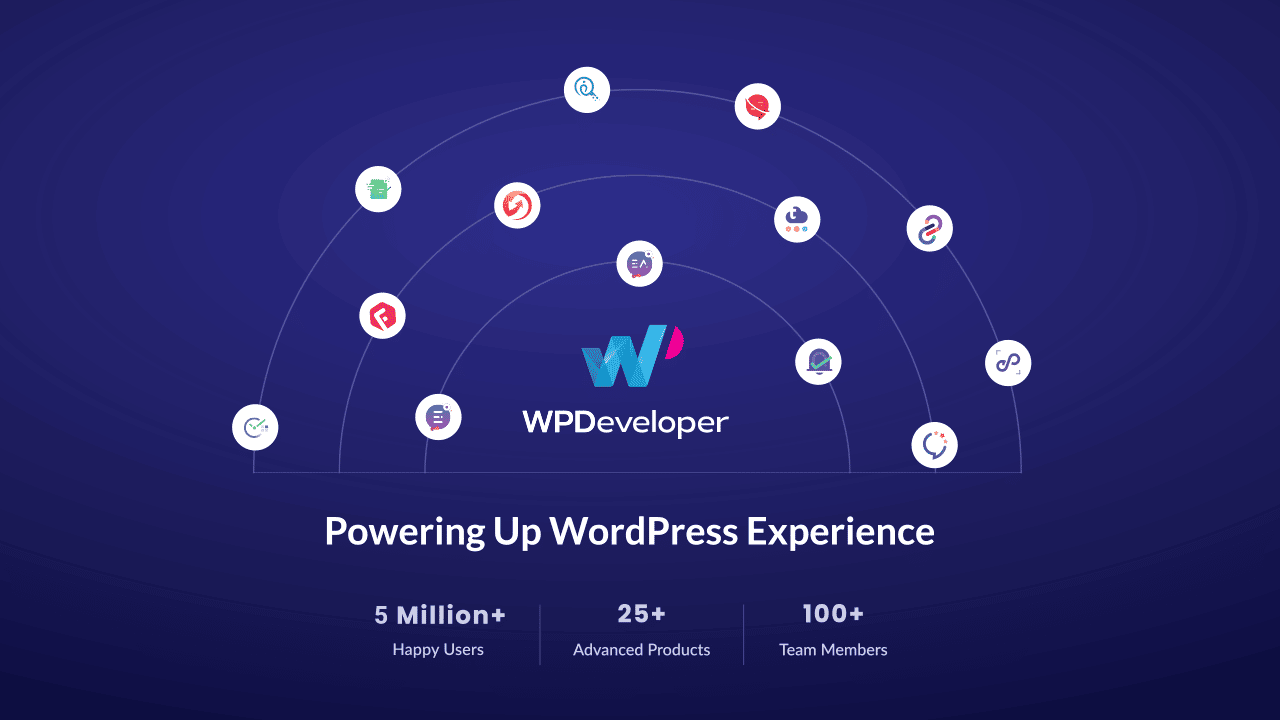 WPDeveloper
Powering Up WordPress Experience
5 Million+
Happy Users
25+
Advanced Products
100+
Team Members